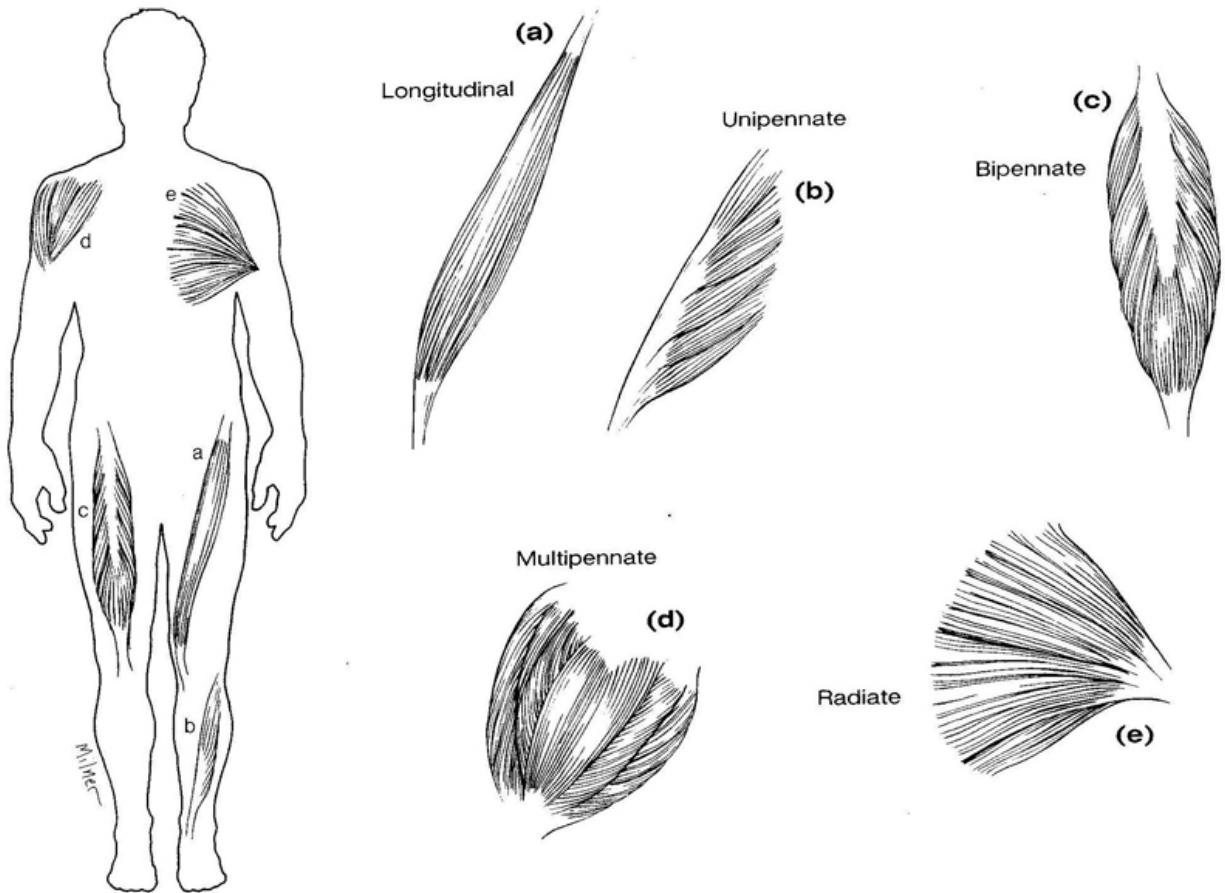 (a)
Longitudinal
Unipennate
(b)
(c)
Bipennate
e
d
a
c
b
Milner
Multipennate
(d)
Radiate
(e)